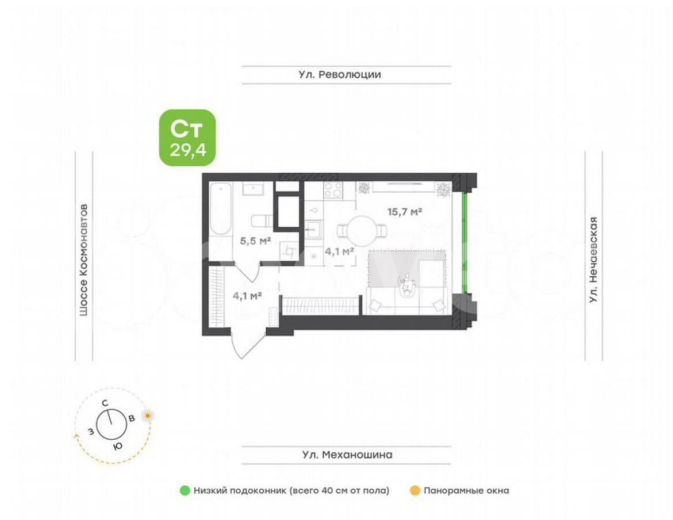 Ул. Революции
Ст
29,4
15,7 м²
5,5 м²
4,1 м²
4,1 м²
Шоссе Космонавтов
Ул. Нечаевская
С
В
З
Ю
Ул. Механошина
Низкий подоконник (всего 40 см от пола)
Панорамные окна